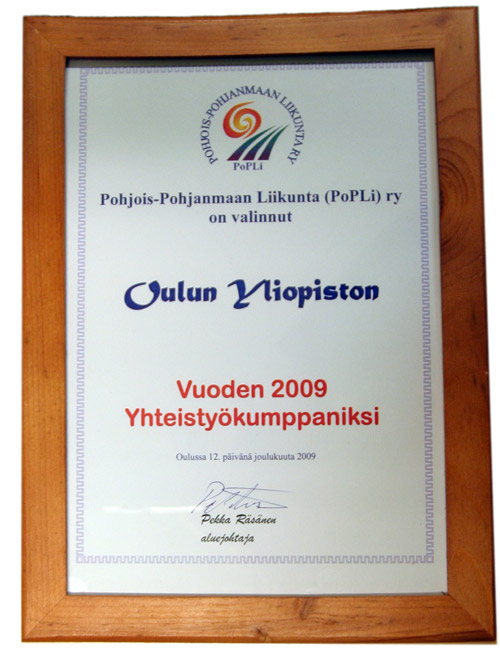 POHJOIS-POHJANMAAN LIIKUNTA RY
PoPLi
Pohjois-Pohjanmaan Liikunta (PoPLi) ry
on valinnut
Oulun Yliopiston
Vuoden 2009
Yhteistyökumppaniksi
Oulussa 12. päivänä joulukuuta 2009
Pekka Räsänen
aluejohtaja